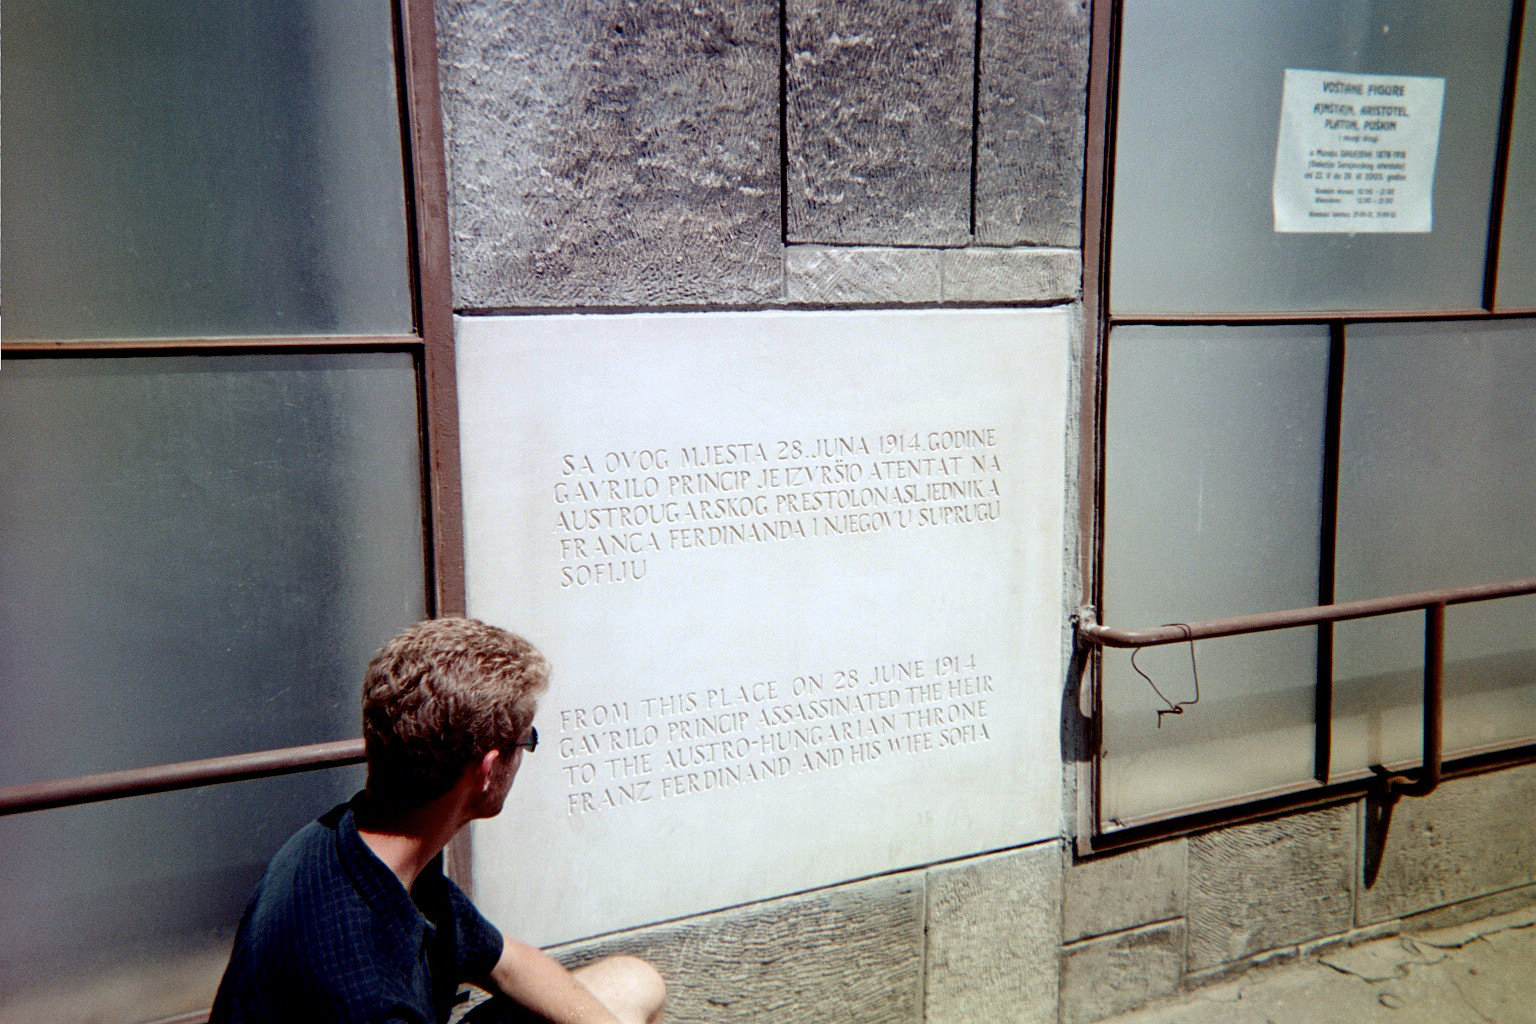 SA OVOG MJESTA 28.JUNA 1914.GODINE
GAVRILO PRINCIP JE IZVRŠIO ATENTAT NA
AUSTROUGARSKOG PRESTOLONASLJEDNIKA
FRANCA FERDINANDA I NJEGOVU SUPRUGU
SOFIJU
FROM THIS PLACE ON 28 JUNE 1914
GAVRILO PRINCIP ASSASSINATED THE HEIR
TO THE AUSTRO-HUNGARIAN THRONE
FRANZ FERDINAND AND HIS WIFE SOFIA
VOŠTANE FIGURE
AJNŠTAJN, ARISTOTEL,
PLATON, PUŠKIN
i mnogi drugi